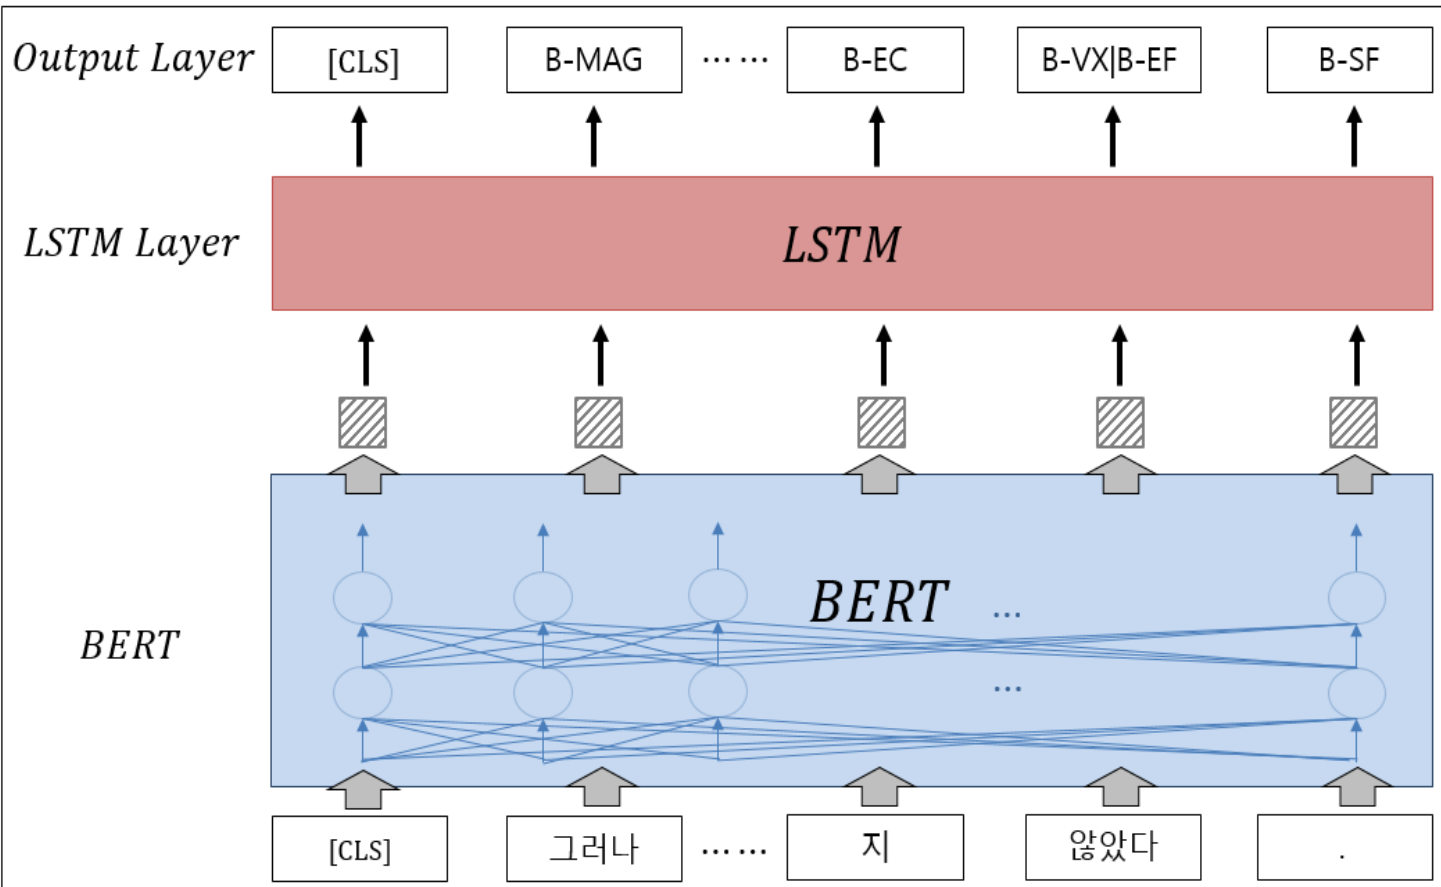 Output Layer [CLS] B-MAG ... ... B-EC B-VX|B-EF B-SF
LSTM Layer LSTM
BERT BERT ...
...
[CLS] 그러나 ... ... 지 않았다 .